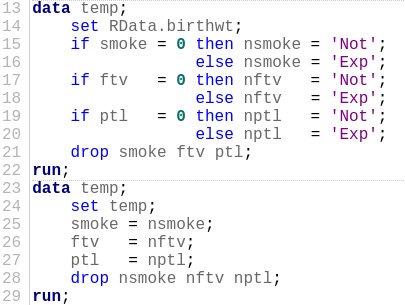 13 data temp;
14     set RData.birthwt;
15     if smoke = 0 then nsmoke = 'Not';
16                  else nsmoke = 'Exp';
17     if ftv   = 0 then nftv   = 'Not';
18                  else nftv   = 'Exp';
19     if ptl   = 0 then nptl   = 'Not';
20                  else nptl   = 'Exp';
21     drop smoke ftv ptl;
22 run;
23 data temp;
24     set temp;
25     smoke = nsmoke;
26     ftv   = nftv;
27     ptl   = nptl;
28     drop nsmoke nftv nptl;
29 run;